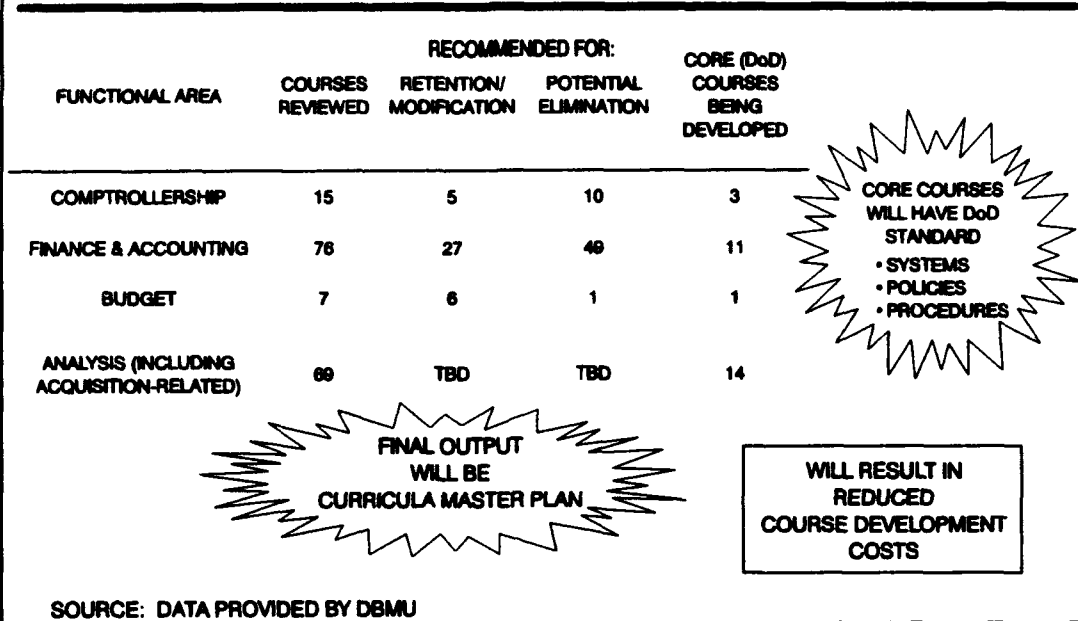 RECOMMENDED FOR:
FUNCTIONAL AREA
COURSES
REVIEWED
RETENTION/
MODIFICATION
POTENTIAL
ELIMINATION
CORE (DoD)
COURSES
BEING
DEVELOPED
COMPTROLLERSHIP 15 5 10 3
FINANCE & ACCOUNTING 76 27 49 11
BUDGET 7 6 1 1
ANALYSIS (INCLUDING
ACQUISITION-RELATED) 69 TBD TBD 14
CORE COURSES
WILL HAVE DoD
STANDARD
• SYSTEMS
• POLICIES
• PROCEDURES
FINAL OUTPUT
WILL BE
CURRICULA MASTER PLAN
WILL RESULT IN
REDUCED
COURSE DEVELOPMENT
COSTS
SOURCE: DATA PROVIDED BY DBMU